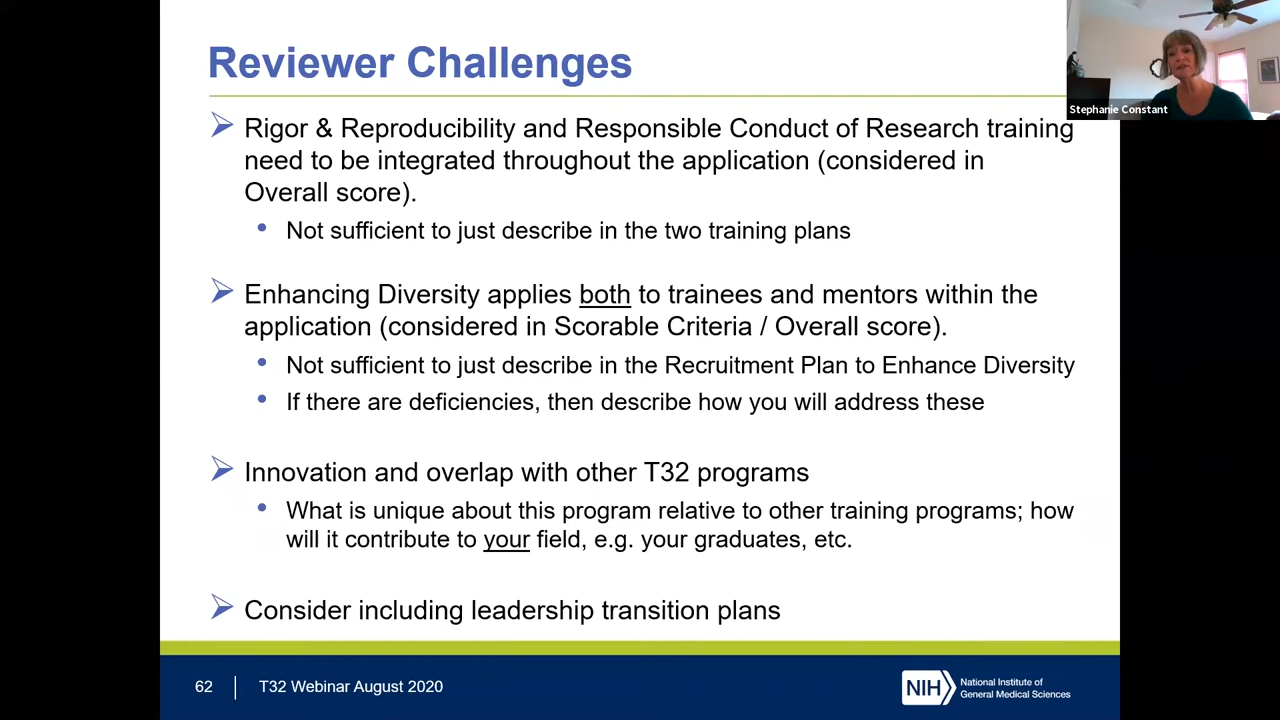 Reviewer Challenges
Stephanie Constant
Rigor & Reproducibility and Responsible Conduct of Research training
need to be integrated throughout the application (considered in
Overall score).
Not sufficient to just describe in the two training plans
Enhancing Diversity applies both to trainees and mentors within the
application (considered in Scorable Criteria / Overall score).
Not sufficient to just describe in the Recruitment Plan to Enhance Diversity
If there are deficiencies, then describe how you will address these
Innovation and overlap with other T32 programs
What is unique about this program relative to other training programs; how
will it contribute to your field, e.g. your graduates, etc.
Consider including leadership transition plans
62
T32 Webinar August 2020
NIH
National Institute of
General Medical Sciences